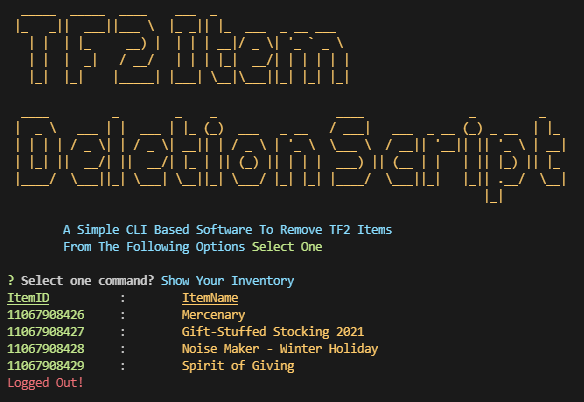 TF2 Item
Deletion Script
A Simple CLI Based Software To Remove TF2 Items
From The Following Options Select One
? Select one command? Show Your Inventory
ItemID : ItemName
11067908426 : Mercenary
11067908427 : Gift-Stuffed Stocking 2021
11067908428 : Noise Maker - Winter Holiday
11067908429 : Spirit of Giving
Logged Out!